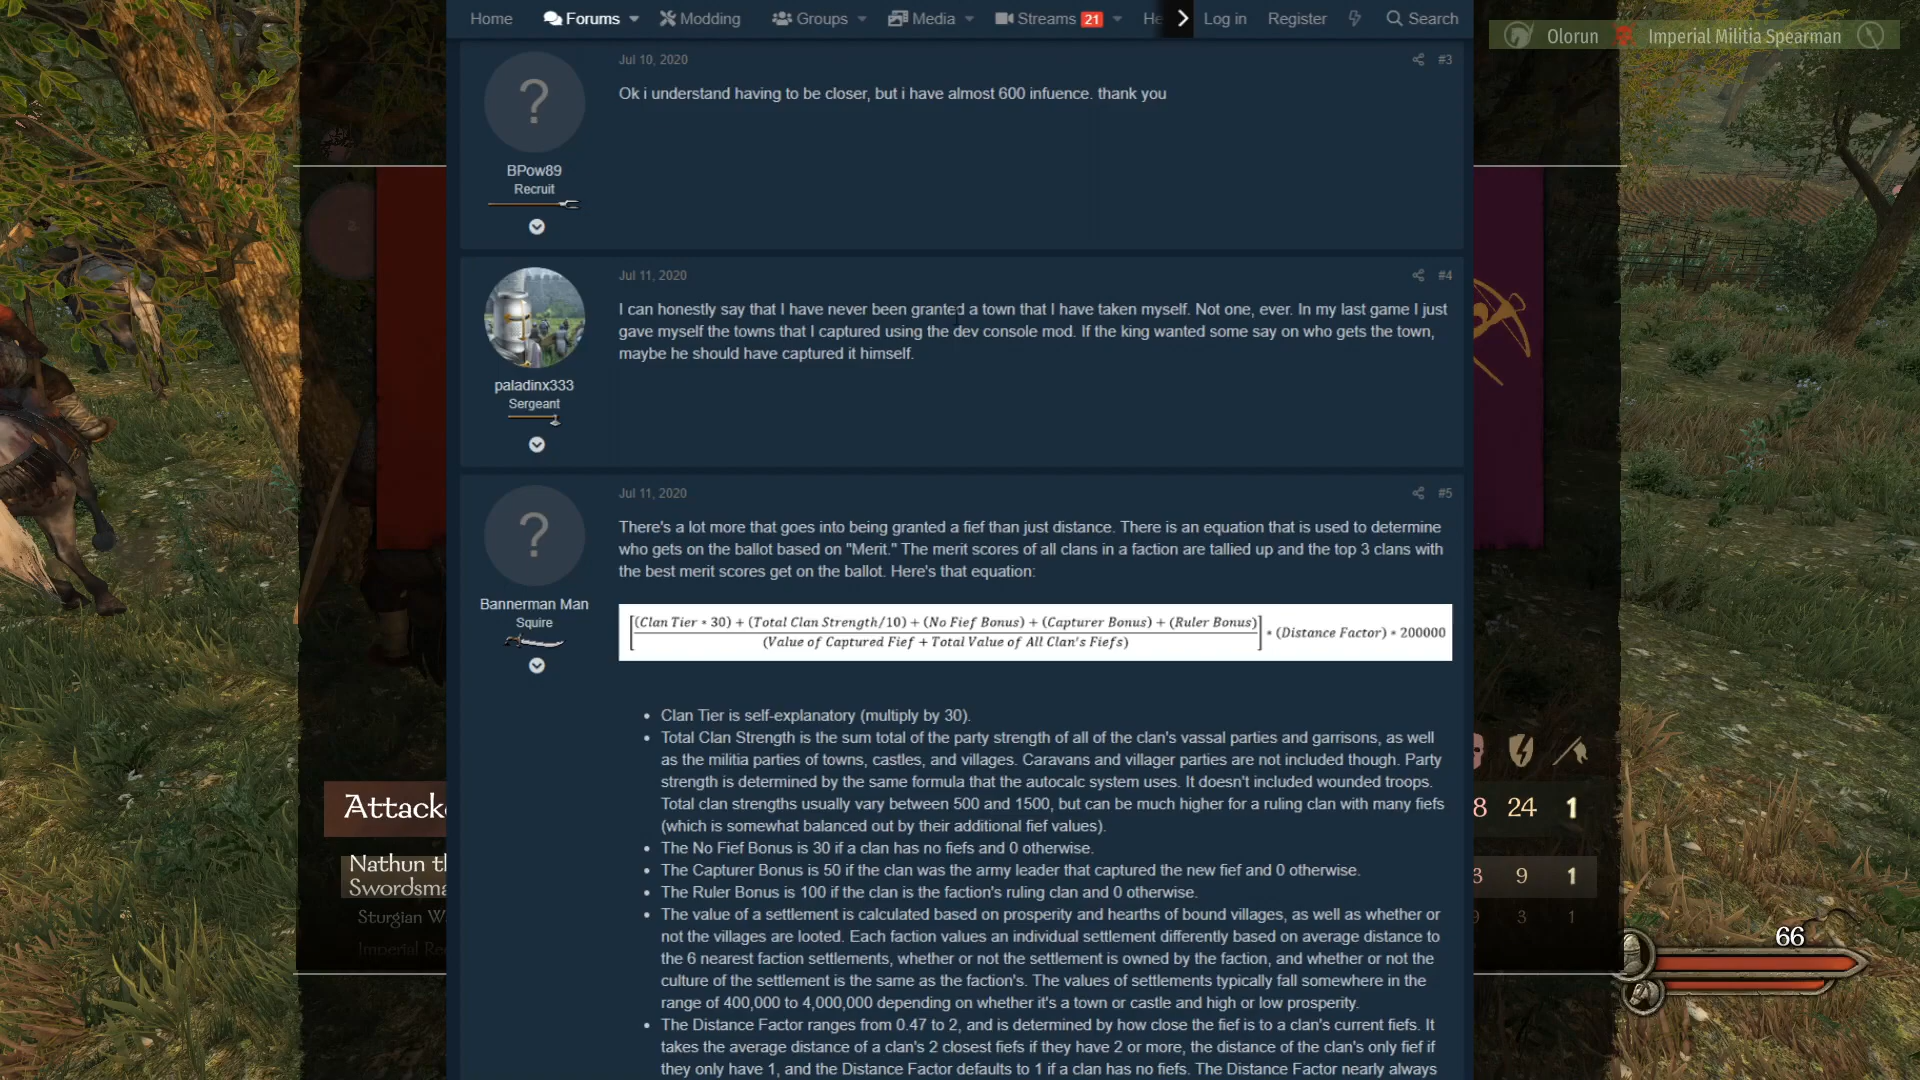 Home Forums Modding Groups Media Streams 21 He Log in Register Search
Olorun Imperial Militia Spearman
Jul 10, 2020 #3
Ok i understand having to be closer, but i have almost 600 infuence. thank you
BPow89
Recruit
Jul 11, 2020 #4
I can honestly say that I have never been granted a town that I have taken myself. Not one, ever. In my last game I just
gave myself the towns that I captured using the dev console mod. If the king wanted some say on who gets the town,
maybe he should have captured it himself.
paladinx333
Sergeant
Jul 11, 2020 #5
There's a lot more that goes into being granted a fief than just distance. There is an equation that is used to determine
who gets on the ballot based on "Merit." The merit scores of all clans in a faction are tallied up and the top 3 clans with
the best merit scores get on the ballot. Here's that equation:
Bannerman Man
Squire
[(Clan Tier * 30) + (Total Clan Strength/10) + (No Fief Bonus) + (Capturer Bonus) + (Ruler Bonus)
(Value of Captured Fief + Total Value of All Clan's Fiefs)] * (Distance Factor) * 200000
• Clan Tier is self-explanatory (multiply by 30).
• Total Clan Strength is the sum total of the party strength of all of the clan's vassal parties and garrisons, as well
as the militia parties of towns, castles, and villages. Caravans and villager parties are not included though. Party
strength is determined by the same formula that the autocalc system uses. It doesn't included wounded troops.
Total clan strengths usually vary between 500 and 1500, but can be much higher for a ruling clan with many fiefs
(which is somewhat balanced out by their additional fief values).
• The No Fief Bonus is 30 if a clan has no fiefs and 0 otherwise.
• The Capturer Bonus is 50 if the clan was the army leader that captured the new fief and 0 otherwise.
• The Ruler Bonus is 100 if the clan is the faction's ruling clan and 0 otherwise.
• The value of a settlement is calculated based on prosperity and hearths of bound villages, as well as whether or
not the villages are looted. Each faction values an individual settlement differently based on average distance to
the 6 nearest faction settlements, whether or not the settlement is owned by the faction, and whether or not the
culture of the settlement is the same as the faction's. The values of settlements typically fall somewhere in the
range of 400,000 to 4,000,000 depending on whether it's a town or castle and high or low prosperity.
• The Distance Factor ranges from 0.47 to 2, and is determined by how close the fief is to a clan's current fiefs. It
takes the average distance of a clan's 2 closest fiefs if they have 2 or more, the distance of the clan's only fief if
they only have 1, and the Distance Factor defaults to 1 if a clan has no fiefs. The Distance Factor nearly always
Attack
8 24 1
Nathun t
Swordsma
3 9 1
Sturgian W
9 3 1
Imperial Re
66